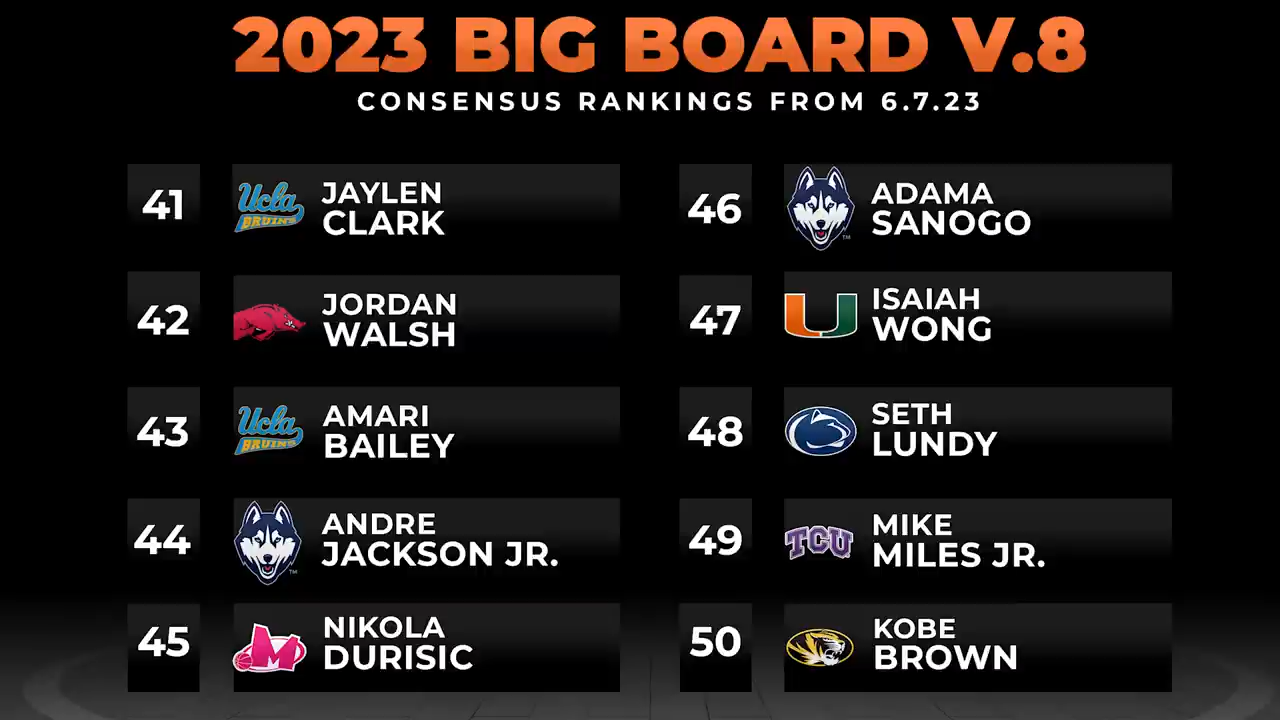 2023 BIG BOARD V.8
CONSENSUS RANKINGS FROM 6.7.23
41
Ucla
BRUINS
JAYLEN
CLARK
42
JORDAN
WALSH
43
Ucla
BRUINS
AMARI
BAILEY
44
TM
ANDRE
JACKSON JR.
45
M
NIKOLA
DURISIC
46
TM
ADAMA
SANOGO
47
U
ISAIAH
WONG
48
SETH
LUNDY
49
TCU
MIKE
MILES JR.
50
KOBE
BROWN